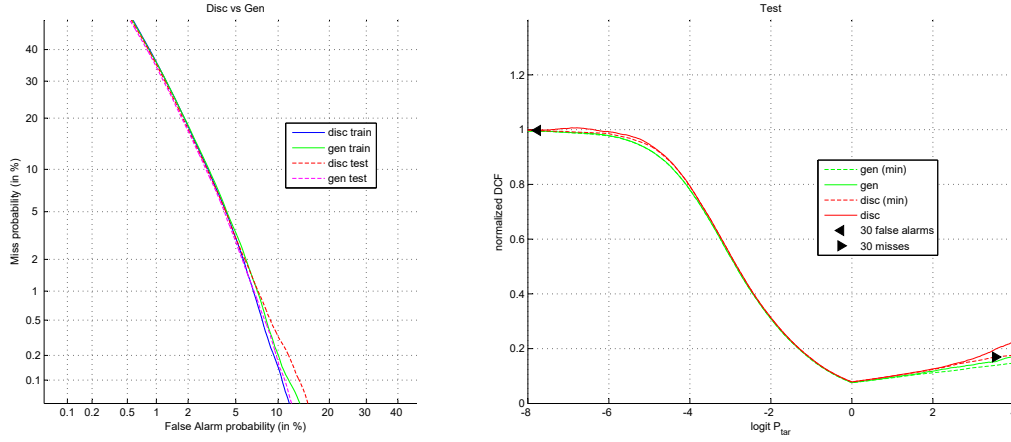 Disc vs Gen
40
30
20
10
5
2
1
0.5
0.2
0.1
Miss probability (in %)
disc train
gen train
disc test
gen test
0.1 0.2 0.5 1 2 5 10 20 30 40
False Alarm probability (in %)
Test
1.2
1
0.8
0.6
0.4
0.2
0
normalized DCF
gen (min)
gen
disc (min)
disc
30 false alarms
30 misses
-8 -6 -4 -2 0 2
logit P_tar